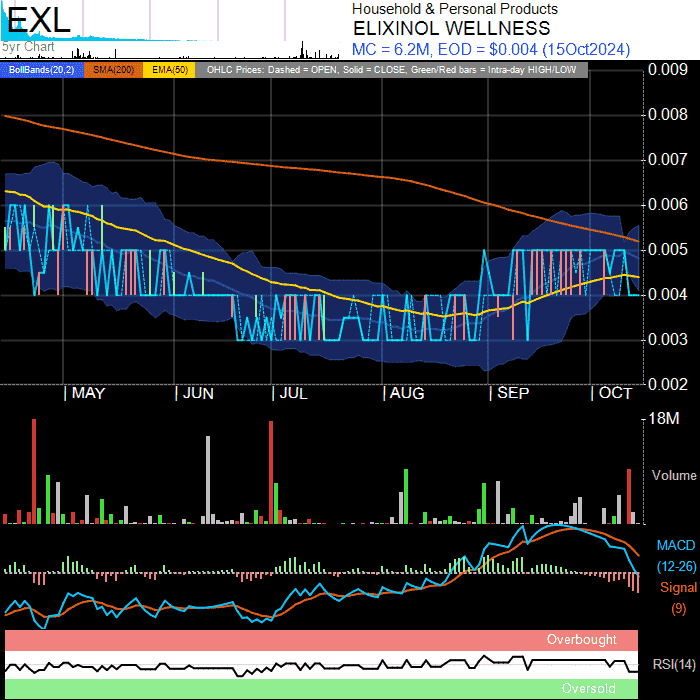 EXL
5yr Chart
Household & Personal Products
ELIXINOL WELLNESS
MC = 6.2M, EOD = $0.004 (15Oct2024)
BollBands(20,2) SMA(200) EMA(50) OHLC Prices: Dashed = OPEN, Solid = CLOSE, Green/Red bars = Intra-day HIGH/LOW
0.009
0.008
0.007
0.006
0.005
0.004
0.003
0.002
MAY JUN JUL AUG SEP OCT
18M
Volume
MACD
(12-26)
Signal
(9)
Overbought
RSI(14)
Oversold